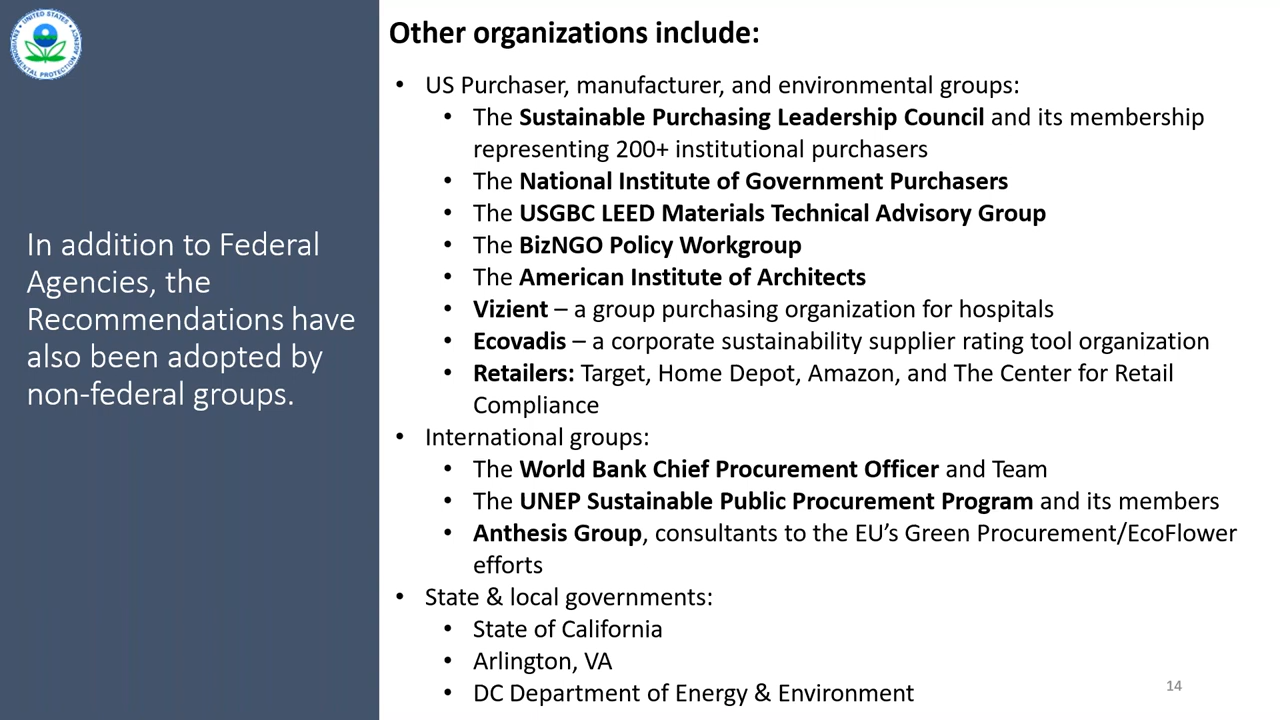 UNITED STATES
ENVIRONMENTAL PROTECTION AGENCY
In addition to Federal
Agencies, the
Recommendations have
also been adopted by
non-federal groups.
Other organizations include:
• US Purchaser, manufacturer, and environmental groups:
• The Sustainable Purchasing Leadership Council and its membership
representing 200+ institutional purchasers
• The National Institute of Government Purchasers
• The USGBC LEED Materials Technical Advisory Group
• The BizNGO Policy Workgroup
• The American Institute of Architects
• Vizient – a group purchasing organization for hospitals
• Ecovadis – a corporate sustainability supplier rating tool organization
• Retailers: Target, Home Depot, Amazon, and The Center for Retail
Compliance
• International groups:
• The World Bank Chief Procurement Officer and Team
• The UNEP Sustainable Public Procurement Program and its members
• Anthesis Group, consultants to the EU’s Green Procurement/EcoFlower
efforts
• State & local governments:
• State of California
• Arlington, VA
• DC Department of Energy & Environment
14